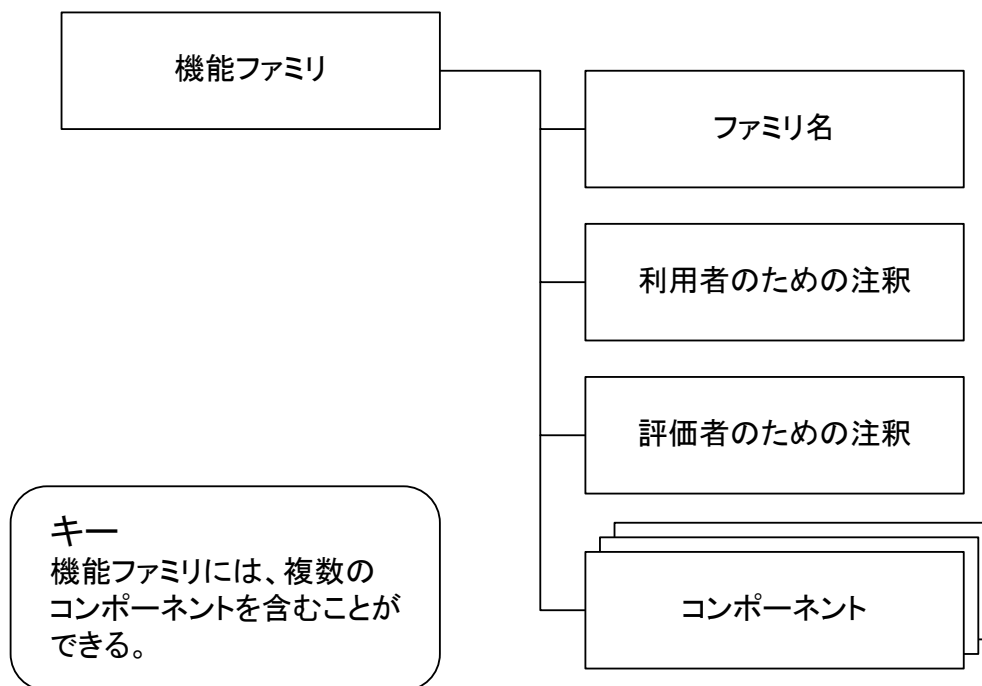 機能ファミリ
ファミリ名
利用者のための注釈
評価者のための注釈
コンポーネント
キー
機能ファミリには、複数の
コンポーネントを含むことが
できる。